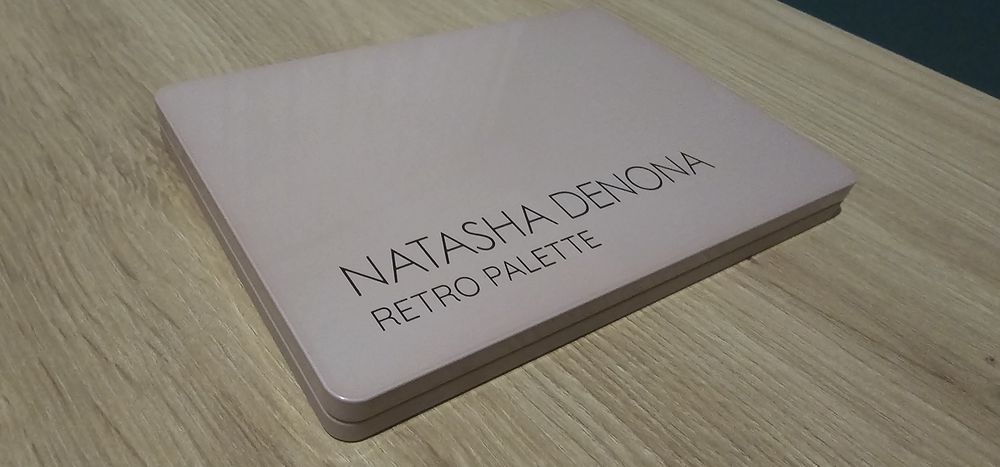 NATASHA DENONA
RETRO PALETTE